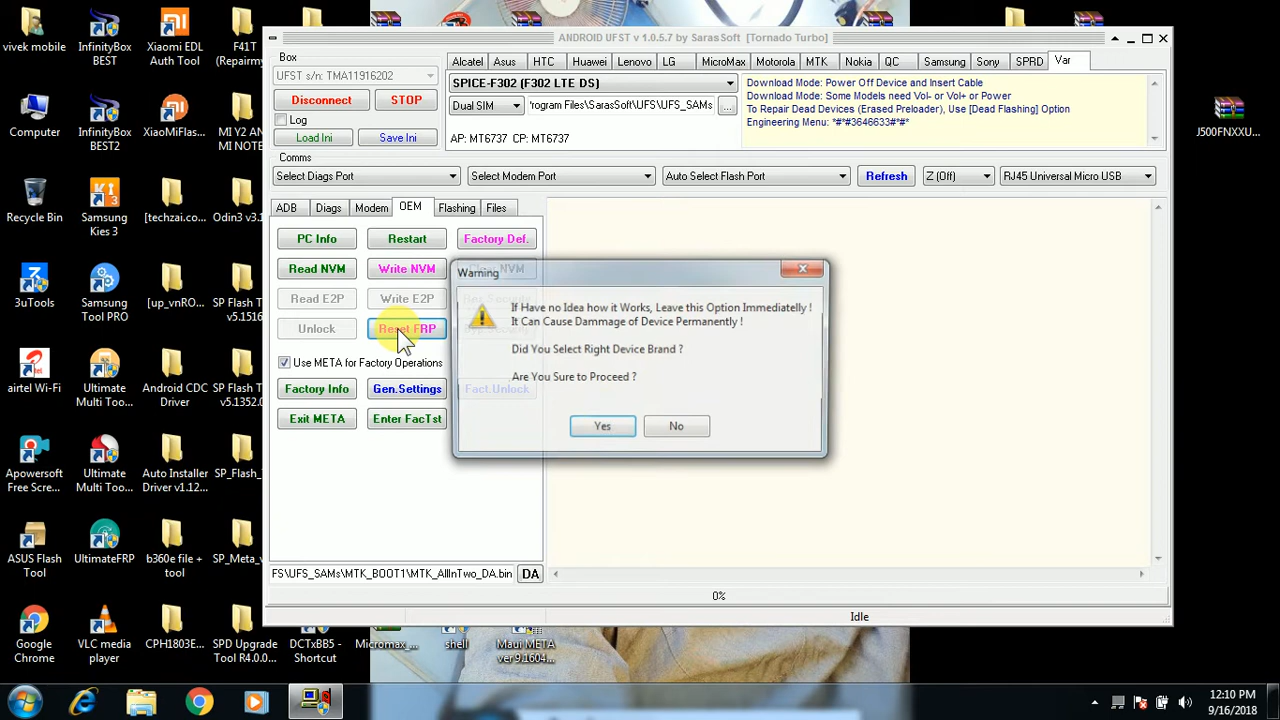 vivek mobile
InfinityBox BEST
Xiaomi EDL Auth Tool
F41T (Repairmy
Computer
InfinityBox BEST2
XiaoMiFlas...
MI Y2 AN MI NOTE
Recycle Bin
Samsung Kies 3
[techzai.co...
Odin3 v3.1
3uTools
Samsung Tool PRO
[up_vnRO...
SP Flash T v5.1516
airtel Wi-Fi
Ultimate Multi Too...
Android CDC Driver
SP Flash T v5.1352.0
Apowersoft Free Scree...
Ultimate Multi Too...
Auto Installer Driver v1.12...
SP_Flash_T
ASUS Flash Tool
UltimateFRP
b360e file + tool
SP_Meta_v
Google Chrome
VLC media player
CPH1803E...
SPD Upgrade Tool R4.0.0...
DCTxBB5 - Shortcut
Micromax_...
shell
Maui META ver 9.1604...
J500FNXXU...
ANDROID UFST v 1.0.5.7 by SarasSoft [Tornado Turbo]
Box
UFST s/n: TMA11916202
Disconnect
STOP
Log
Load Ini
Save Ini
Alcatel
Asus
HTC
Huawei
Lenovo
LG
MicroMax
Motorola
MTK
Nokia
QC
Samsung
Sony
SPRD
Var
SPICE-F302 (F302 LTE DS)
Dual SIM
'rogram Files\SarasSoft\UFS\UFS_SAMs
...
AP: MT6737 CP: MT6737
Download Mode: Power Off Device and Insert Cable
Download Mode: Some Models need Vol- or Vol+ or Power
To Repair Dead Devices (Erased Preloader), Use [Dead Flashing] Option
Engineering Menu: *#*#3646633#*#*
Comms
Select Diags Port
Select Modem Port
Auto Select Flash Port
Refresh
Z (Off)
RJ45 Universal Micro USB
ADB
Diags
Modem
OEM
Flashing
Files
PC Info
Restart
Factory Def.
Read NVM
Write NVM
NVM
Read E2P
Write E2P
Unlock
Reset FRP
Use META for Factory Operations
Factory Info
Gen.Settings
Fact.Unlock
Exit META
Enter FacTst
FS\UFS_SAMs\MTK_BOOT1\MTK_AllInTwo_DA.bin
DA
0%
Idle
Warning
If Have no Idea how it Works, Leave this Option Immediatelly !
It Can Cause Dammage of Device Permanently !
Did You Select Right Device Brand ?
Are You Sure to Proceed ?
Yes
No
12:10 PM
9/16/2018